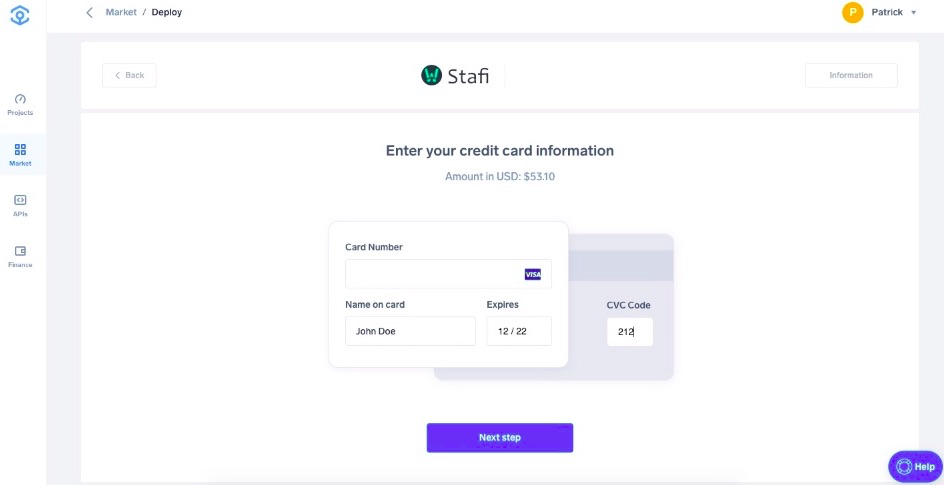 Market / Deploy
P Patrick
Back
Stafi
Information
Projects
Market
APIs
Finance
Enter your credit card information
Amount in USD: $53.10
Card Number
VISA
Name on card
Expires
CVC Code
John Doe
12 / 22
212
Next step
Help